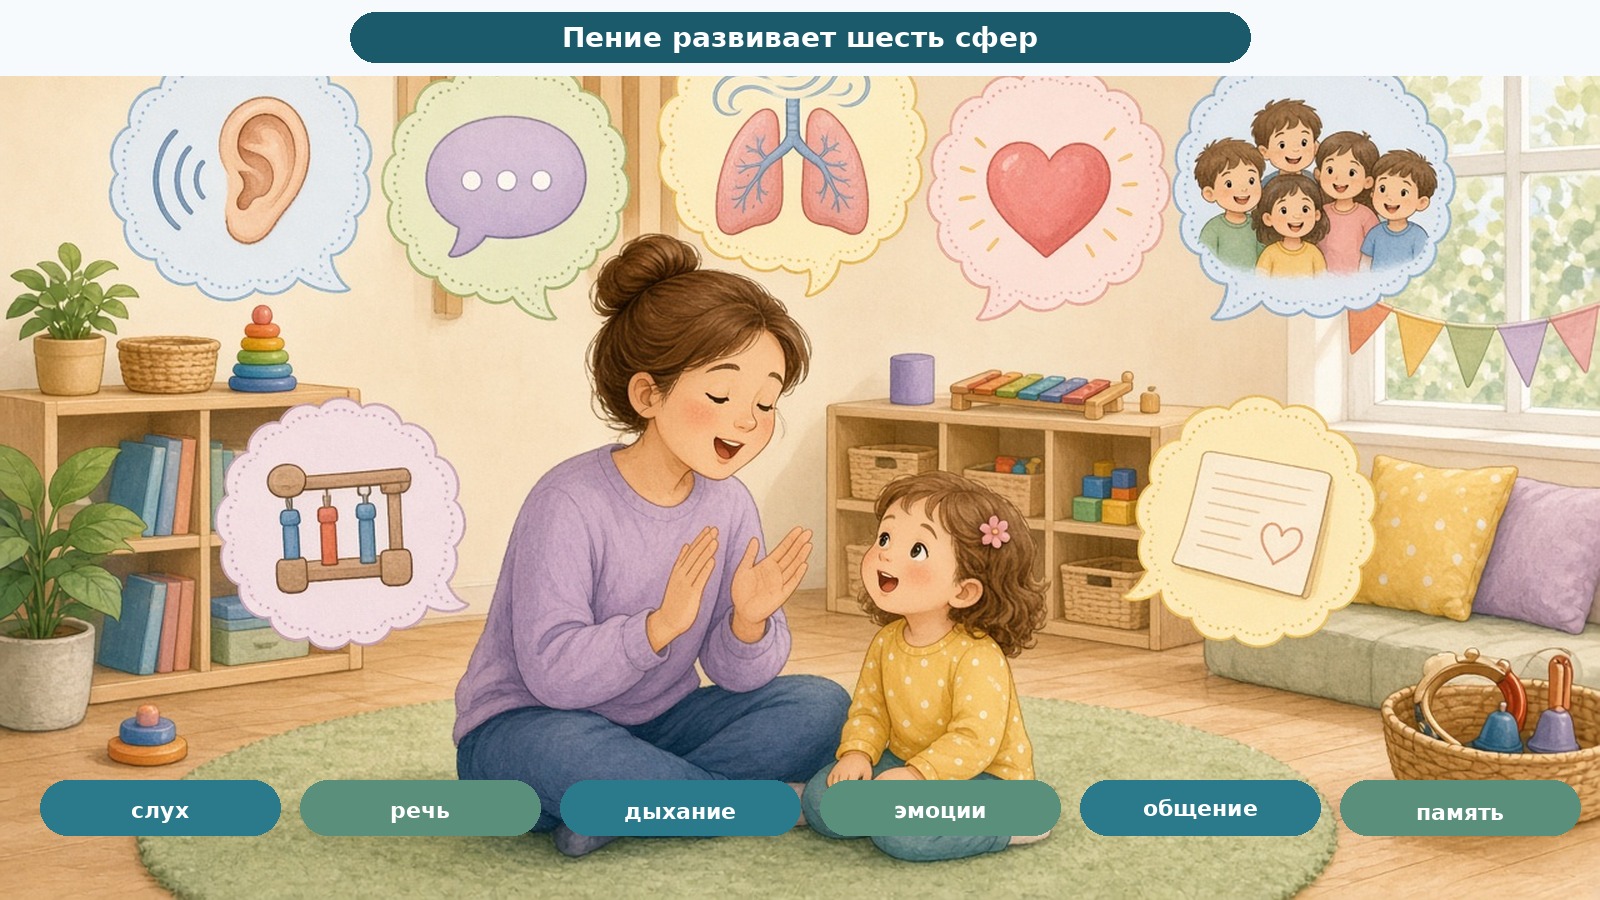 Пение развивает шесть сфер
слух
речь
дыхание
эмоции
общение
память